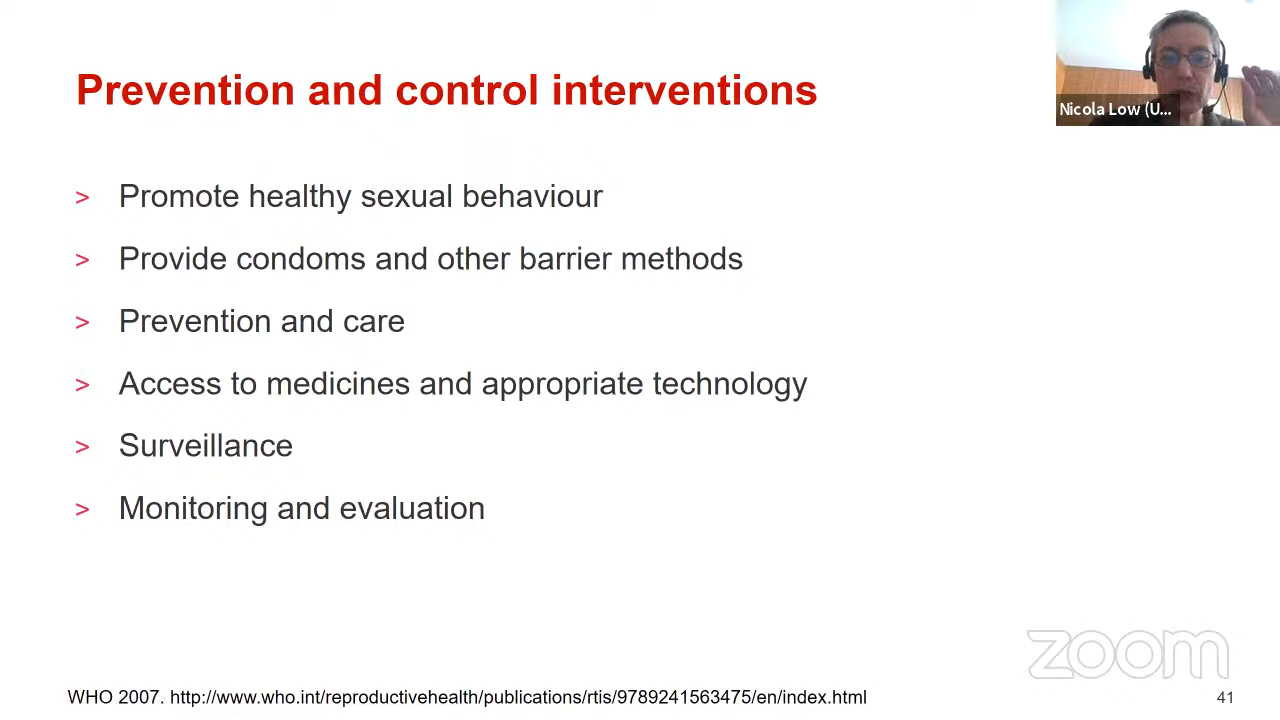 Prevention and control interventions
Nicola Low (U...
> Promote healthy sexual behaviour
> Provide condoms and other barrier methods
> Prevention and care
> Access to medicines and appropriate technology
> Surveillance
> Monitoring and evaluation
zoom
WHO 2007. http://www.who.int/reproductivehealth/publications/rtis/9789241563475/en/index.html
41